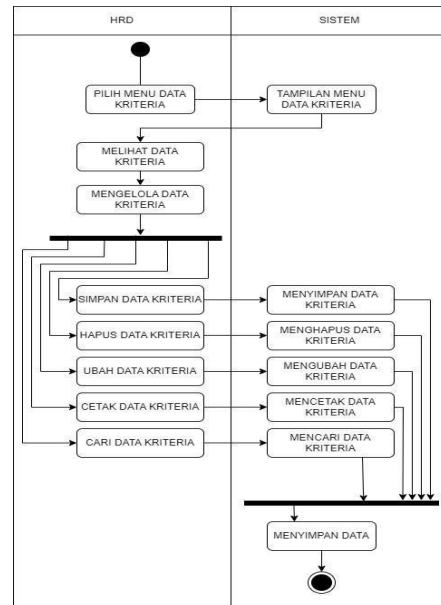 HRD
SISTEM
PILIH MENU DATA
KRITERIA
TAMPILAN MENU
DATA KRITERIA
MELIHAT DATA
KRITERIA
MENGELOLA DATA
KRITERIA
SIMPAN DATA KRITERIA
MENYIMPAN DATA
KRITERIA
HAPUS DATA KRITERIA
MENGHAPUS DATA
KRITERIA
UBAH DATA KRITERIA
MENGUBAH DATA
KRITERIA
CETAK DATA KRITERIA
MENCETAK DATA
KRITERIA
CARI DATA KRITERIA
MENCARI DATA
KRITERIA
MENYIMPAN DATA